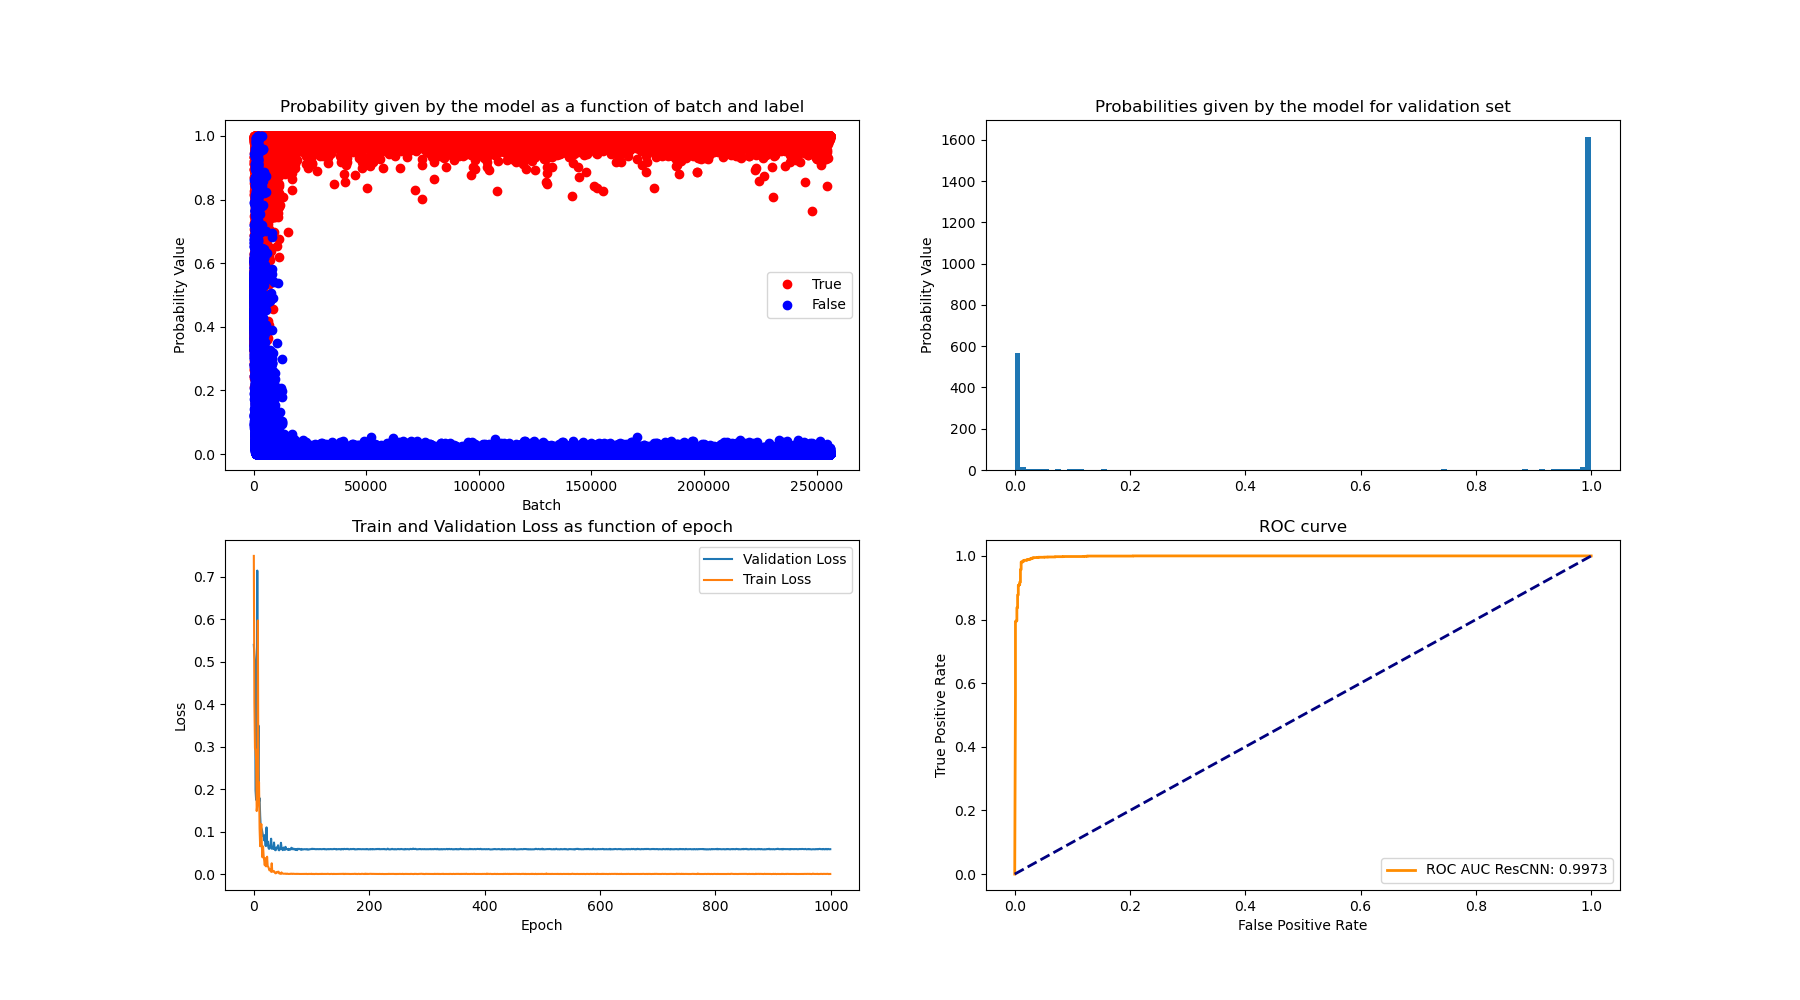 Probability given by the model as a function of batch and label
Probability Value
1.0
0.8
0.6
0.4
0.2
0.0
True
False
0 50000 100000 150000 200000 250000
Batch
Probabilities given by the model for validation set
Probability Value
1600
1400
1200
1000
800
600
400
200
0
0.0 0.2 0.4 0.6 0.8 1.0
Train and Validation Loss as function of epoch
Loss
0.7
0.6
0.5
0.4
0.3
0.2
0.1
0.0
Validation Loss
Train Loss
0 200 400 600 800 1000
Epoch
ROC curve
True Positive Rate
1.0
0.8
0.6
0.4
0.2
0.0
ROC AUC ResCNN: 0.9973
0.0 0.2 0.4 0.6 0.8 1.0
False Positive Rate